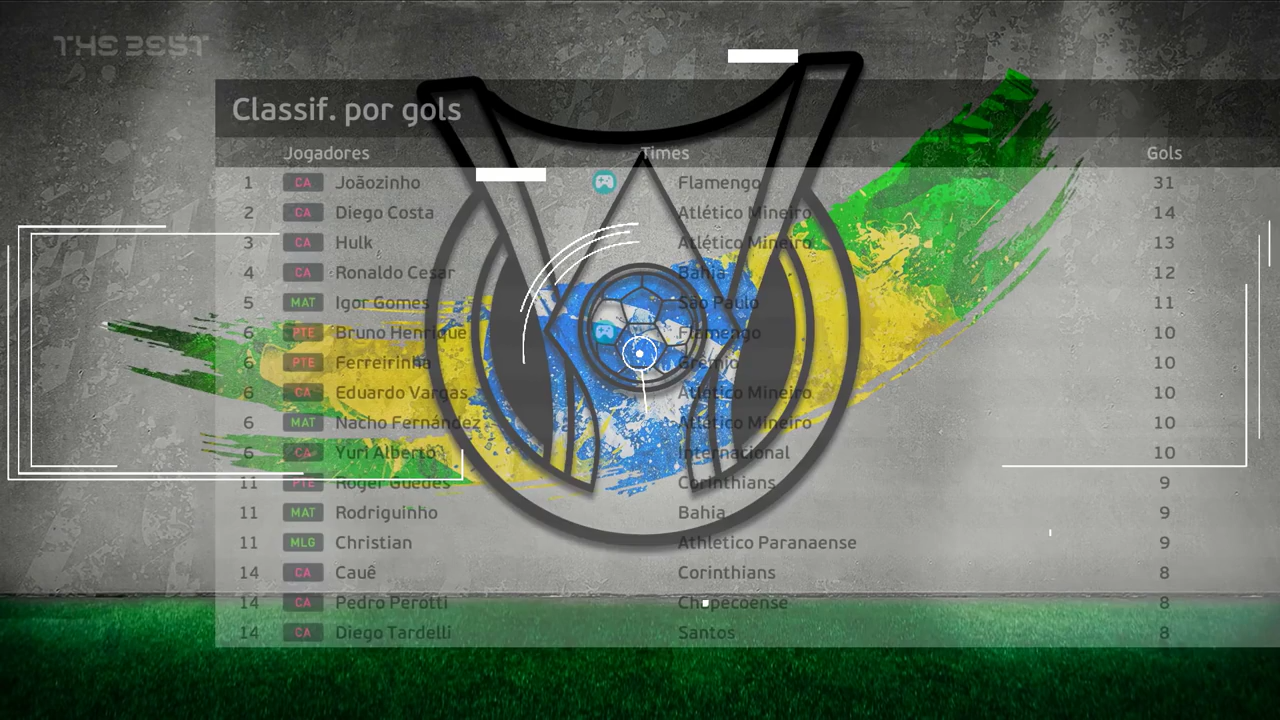 THE BEST
Classif. por gols
Jogadores Times Gols
1 CA Joãozinho Flamengo 31
2 CA Diego Costa Atlético Mineiro 14
3 CA Hulk Atlético Mineiro 13
4 CA Ronaldo Cesar Bahia 12
5 MAT Igor Gomes São Paulo 11
6 PTE Bruno Henrique Flamengo 10
6 PTE Ferreirinha Grêmio 10
6 CA Eduardo Vargas Atlético Mineiro 10
6 MAT Nacho Fernández Atlético Mineiro 10
6 CA Yuri Alberto Internacional 10
11 PTE Roger Guedes Corinthians 9
11 MAT Rodriguinho Bahia 9
11 MLG Christian Athletico Paranaense 9
14 CA Cauê Corinthians 8
14 CA Pedro Perotti Chapecoense 8
14 CA Diego Tardelli Santos 8